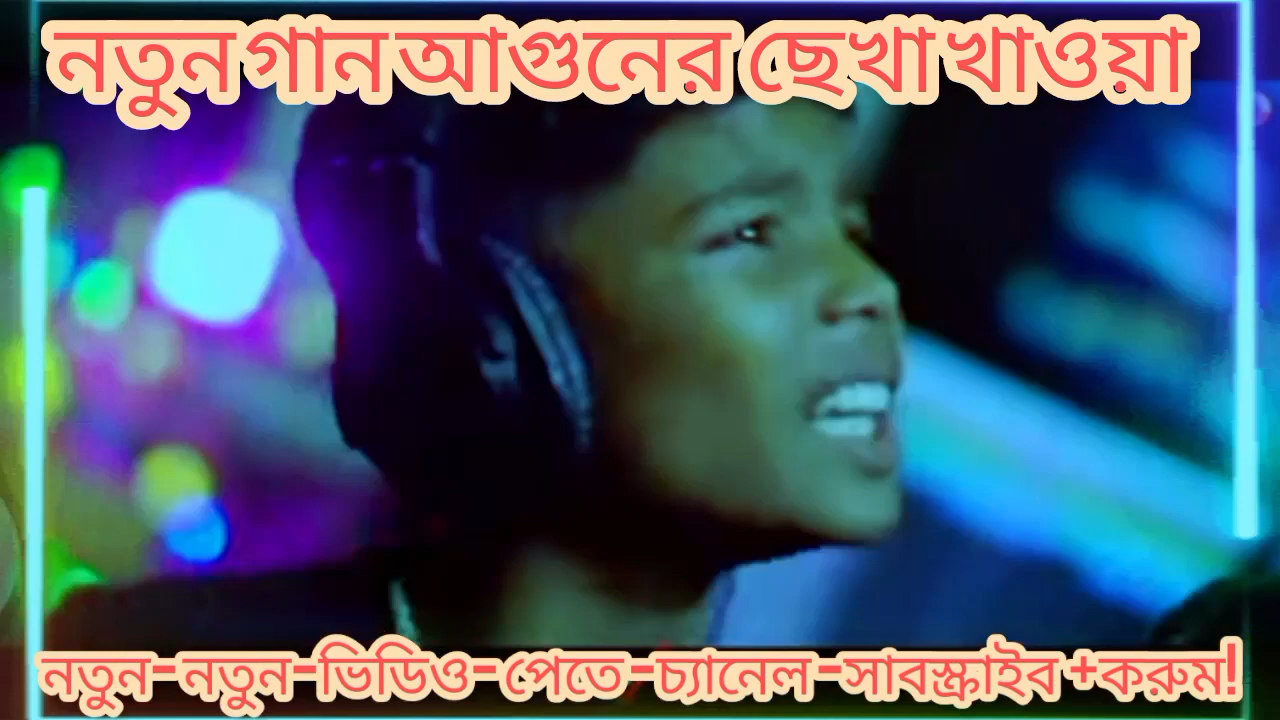 নতুন গান আগুনের ছেখা খাওয়া
নতুন-নতুন-ভিডিও-পেতে-চ্যানেল-সাবস্ক্রাইব +করুম!